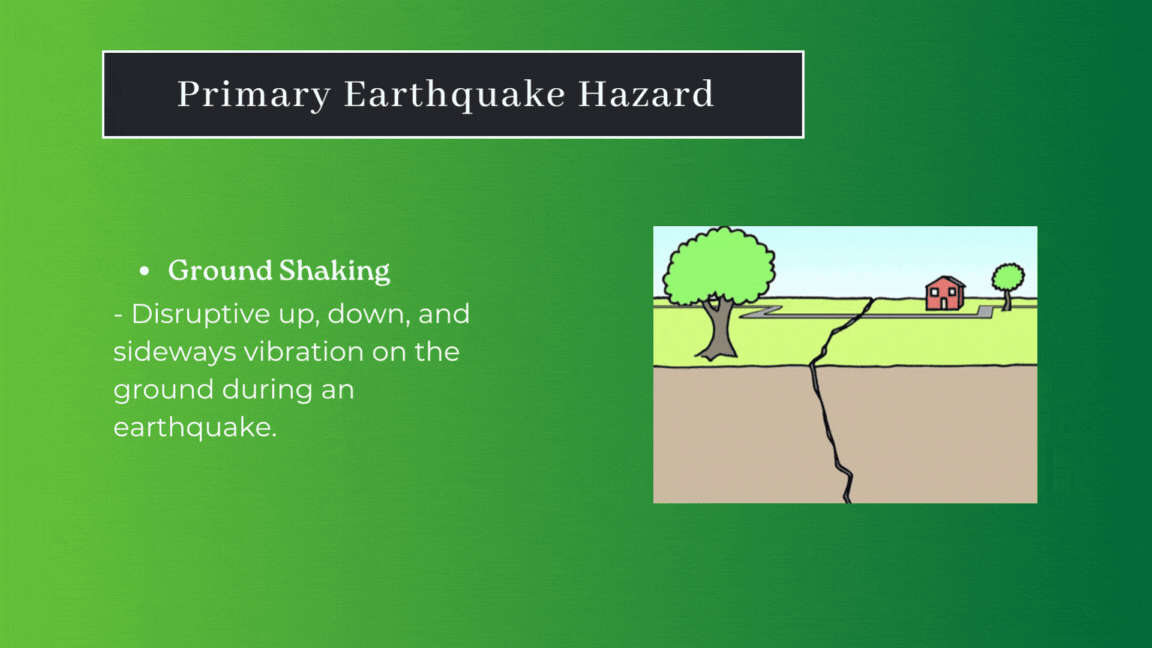 Primary Earthquake Hazard
• Ground Shaking
- Disruptive up, down, and
sideways vibration on the
ground during an
earthquake.